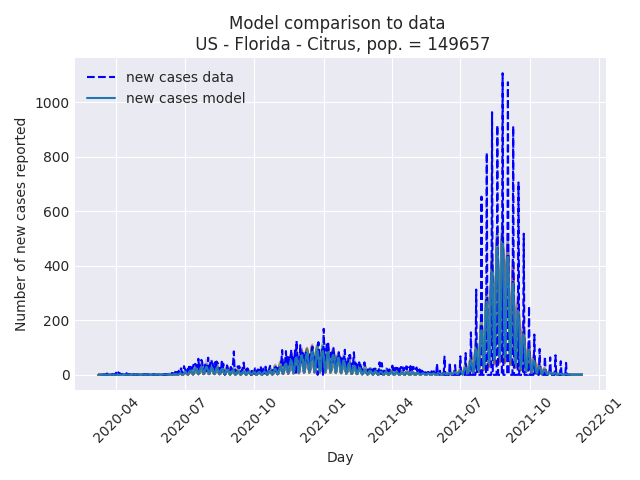 Model comparison to data
US - Florida - Citrus, pop. = 149657
new cases data
new cases model
Number of new cases reported
1000
800
600
400
200
0
2020-04
2020-07
2020-10
2021-01
2021-04
2021-07
2021-10
2022-01
Day